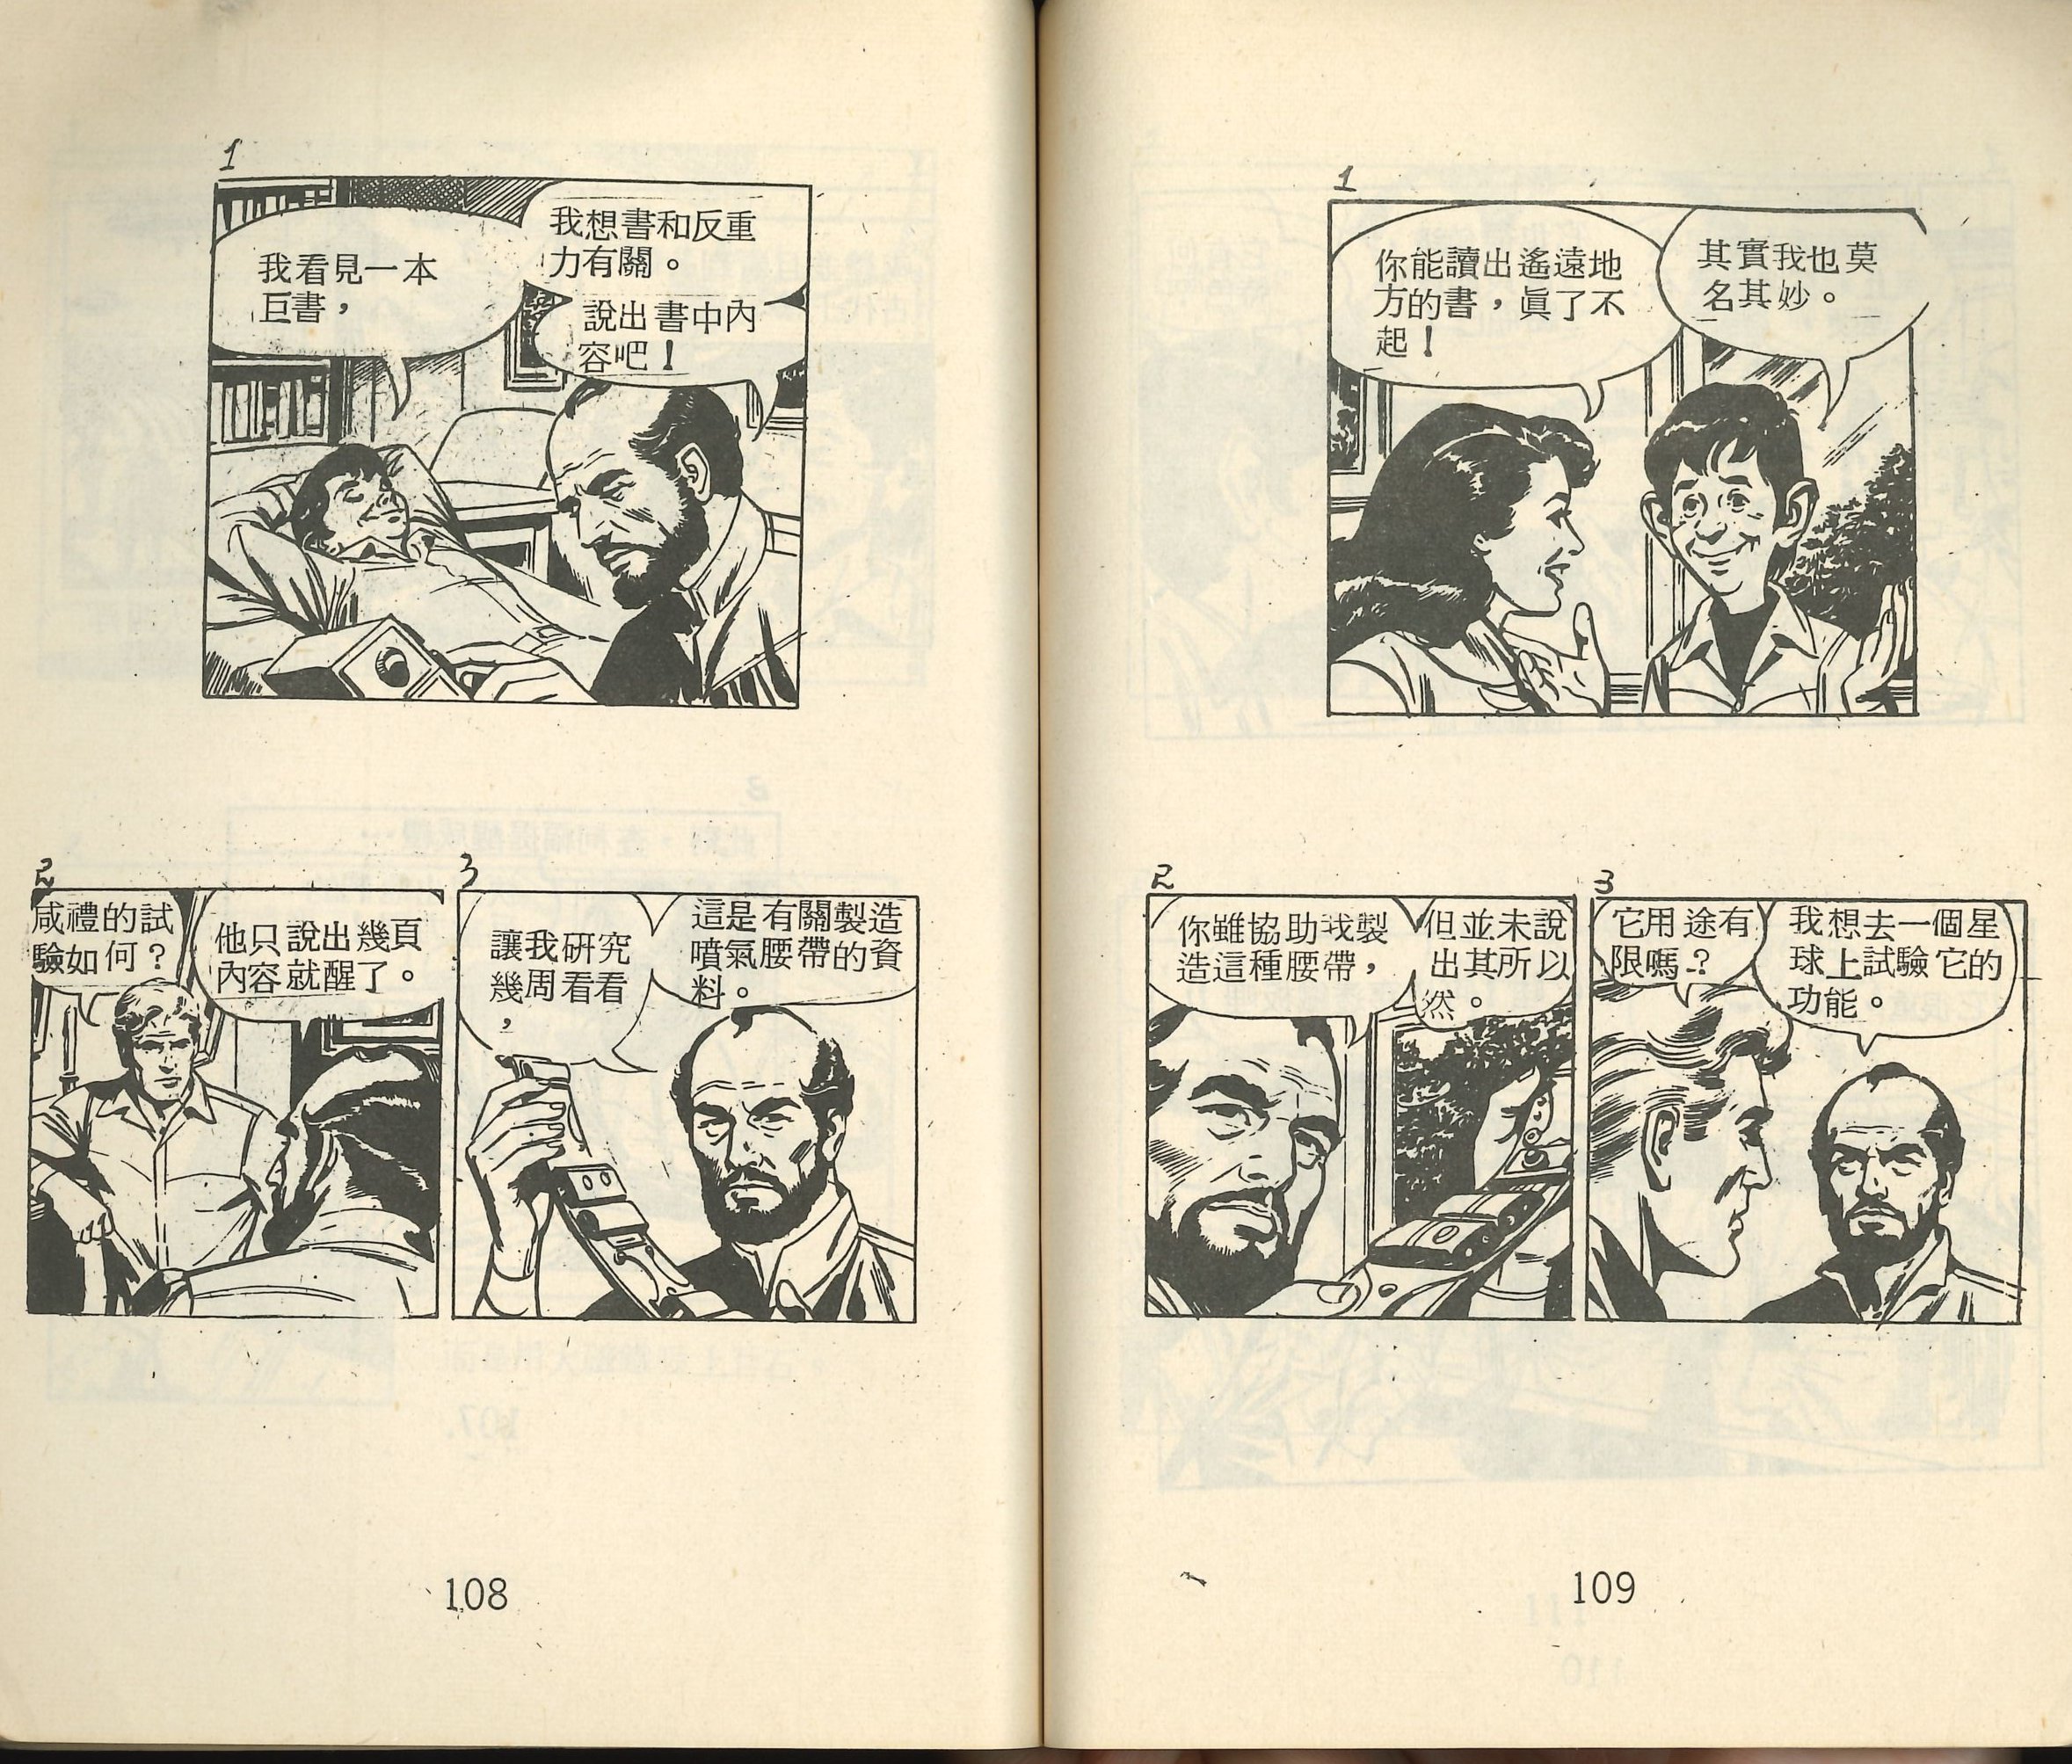 1
我看見一本
巨書，
我想書和反重
力有關。
說出書中內
容吧！
2
咸禮的試
驗如何？
他只說出幾頁
內容就醒了。
3
讓我研究
幾周看看
，
這是有關製造
噴氣腰帶的資
料。
108
1
你能讀出遙遠地
方的書，眞了不
起！
其實我也莫
名其妙。
2
你雖協助我製
造這種腰帶，
但並未說
出其所以
然。
3
它用途有
限嗎？
我想去一個星
球上試驗它的
功能。
109